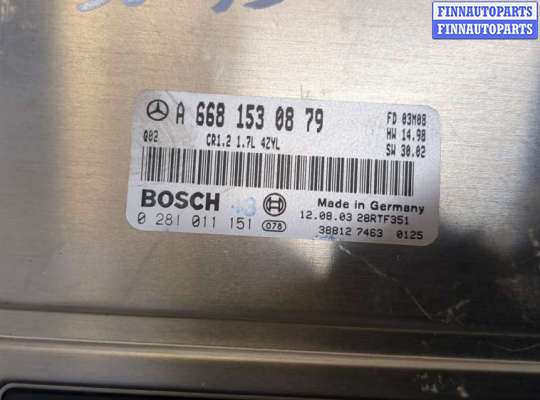 FINNAUTOPARTS
FINNAUTOPARTS
A 668 153 08 79
FD 03M08
Q02
CR1.2 1.7L 4ZYL
HW 14.98
SW 30.02
BOSCH
Made in Germany
0 281 011 151 078
12.08.03 28RTF351
38812 7463 0125